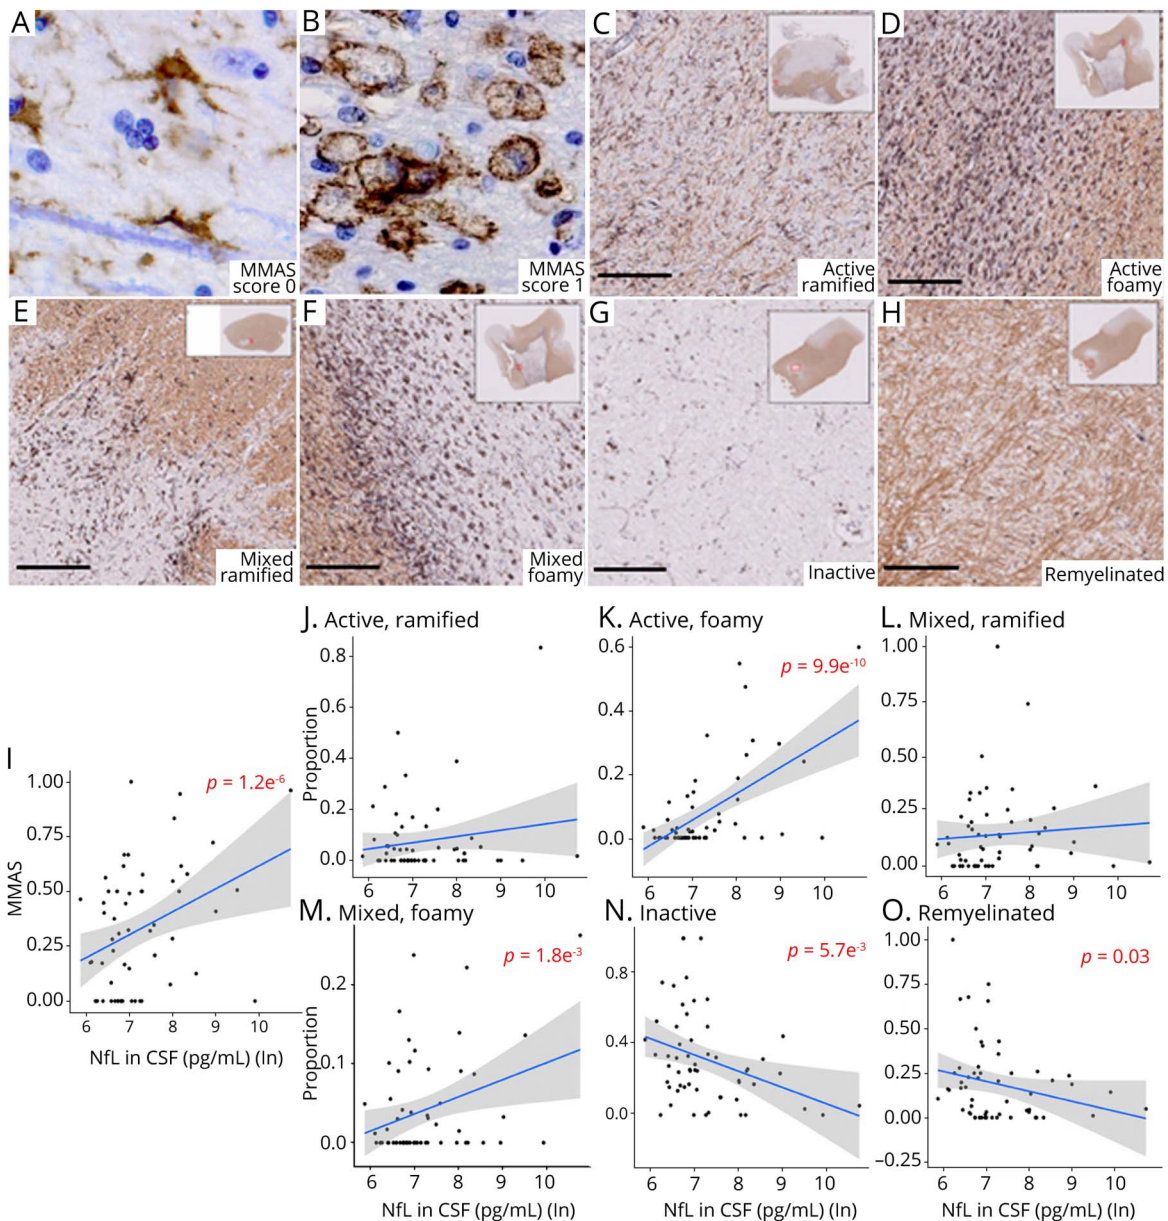 A
MMAS
score 0
B
MMAS
score 1
C
Active
ramified
D
Active
foamy
E
Mixed
ramified
F
Mixed
foamy
G
Inactive
H
Remyelinated
I
p = 1.2e-6
MMAS
1.00
0.75
0.50
0.25
0.00
6 7 8 9 10
NfL in CSF (pg/mL) (ln)
J. Active, ramified
Proportion
0.8
0.6
0.4
0.2
0.0
6 7 8 9 10
K. Active, foamy
p = 9.9e-10
0.6
0.4
0.2
0.0
6 7 8 9 10
L. Mixed, ramified
1.00
0.75
0.50
0.25
0.00
6 7 8 9 10
M. Mixed, foamy
p = 1.8e-3
Proportion
0.2
0.1
0.0
6 7 8 9 10
NfL in CSF (pg/mL) (ln)
N. Inactive
p = 5.7e-3
0.8
0.4
0.0
6 7 8 9 10
NfL in CSF (pg/mL) (ln)
O. Remyelinated
p = 0.03
1.00
0.75
0.50
0.25
0.00
−0.25
6 7 8 9 10
NfL in CSF (pg/mL) (ln)